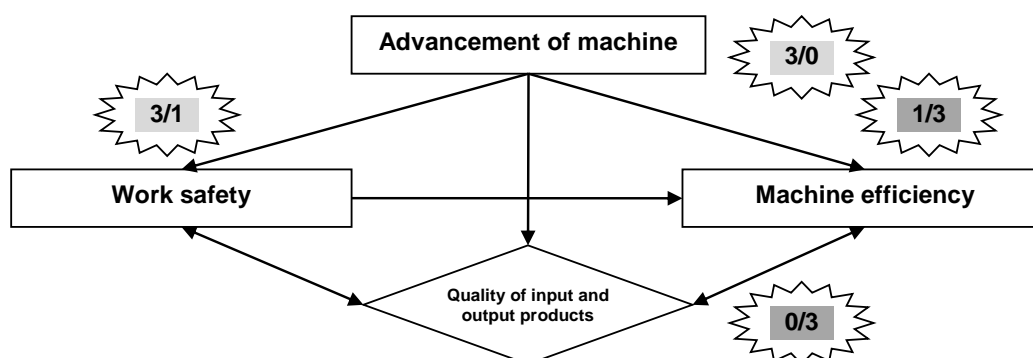 Advancement of machine
3/0
3/1
1/3
Work safety
Machine efficiency
Quality of input and
output products
0/3